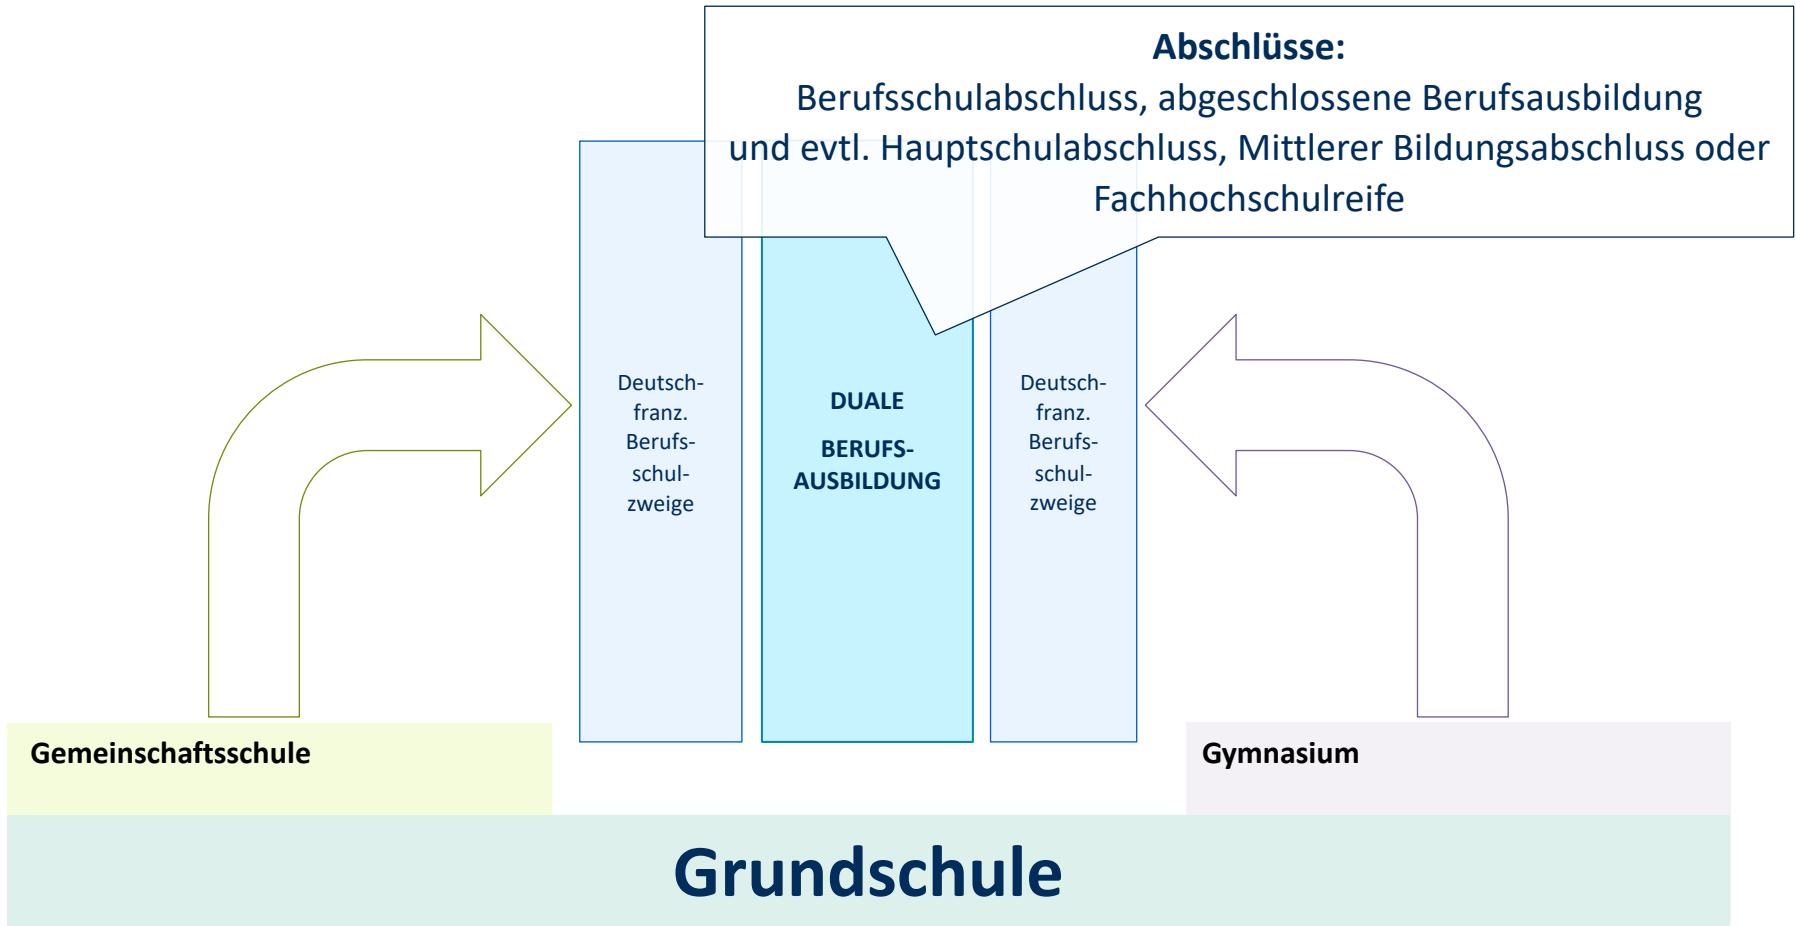 Abschlüsse:
Berufsschulabschluss, abgeschlossene Berufsausbildung
und evtl. Hauptschulabschluss, Mittlerer Bildungsabschluss oder
Fachhochschulreife
Deutsch-
franz.
Berufs-
schul-
zweige
DUALE
BERUFS-
AUSBILDUNG
Deutsch-
franz.
Berufs-
schul-
zweige
Gemeinschaftsschule
Gymnasium
Grundschule